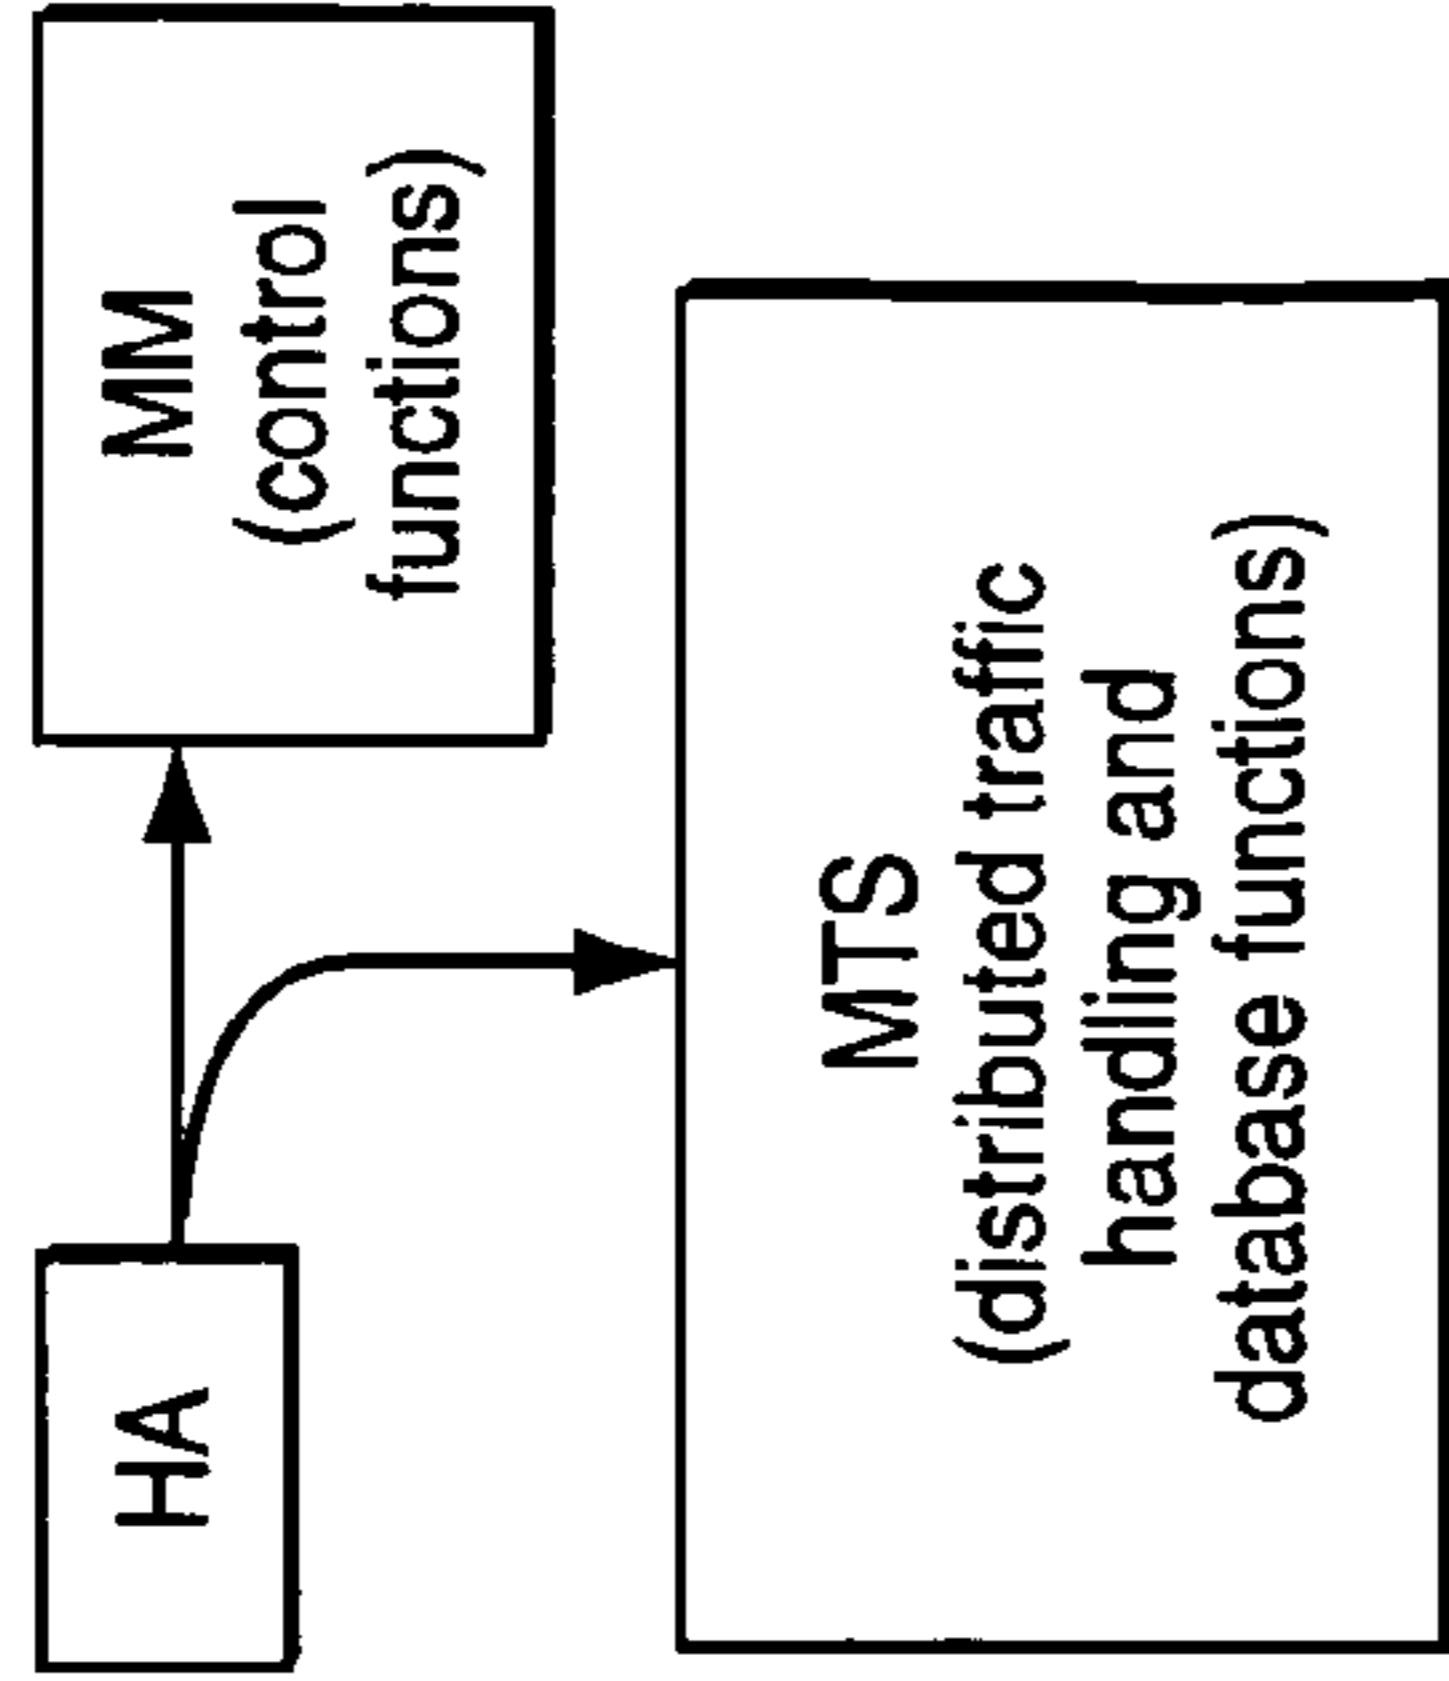 HA
MM
(control
functions)
MTS
(distributed traffic
handling and
database functions)